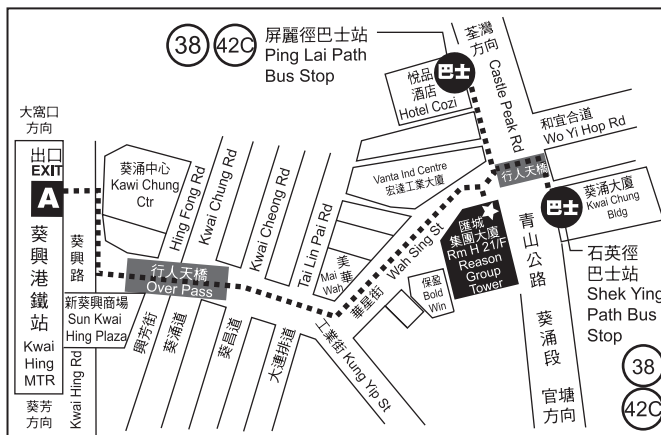 38
42C
屏麗徑巴士站
Ping Lai Path
Bus Stop
荃灣
方向
巴士
Castle Peak Rd
悅品
酒店
Hotel Cozi
和宜合道
Wo Yi Hop Rd
大窩口
方向
出口
EXIT
A
葵興港鐵站
Kwai
Hing
MTR
葵芳
方向
葵興路
Kwai Hing Rd
葵涌中心
Kawi Chung
Ctr
新葵興商場
Sun Kwai
Hing Plaza
行人天橋
Over Pass
Hing Fong Rd
Kwai Chung Rd
Kwai Cheong Rd
Tai Lin Pai Rd
興芳街
葵涌道
葵昌道
大連排道
Vanta Ind Centre
宏達工業大廈
美華
Mai
Wah
華星街 Wah Sing St
工業街 Kung Yip St
保盈
Bold
Win
匯城
集團大廈
Rm H 21/F
Reason
Group
Tower
行人天橋
巴士
葵涌大廈
Kwai Chung
Bldg
青山公路 葵涌段
官塘
方向
石英徑
巴士站
Shek Ying
Path Bus
Stop
38
42C